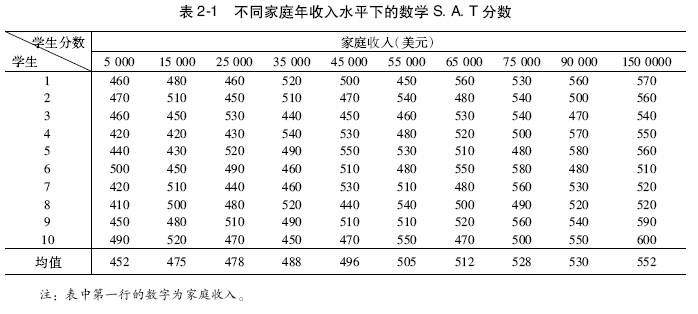 表 2-1 不同家庭年收入水平下的数学 S. A. T 分数
学生分数 家庭收入(美元)
学生 5 000 15 000 25 000 35 000 45 000 55 000 65 000 75 000 90 000 150 0000
1 460 480 460 520 500 450 560 530 560 570
2 470 510 450 510 470 540 480 540 500 560
3 460 450 530 440 450 460 530 540 470 540
4 420 420 430 540 530 480 520 500 570 550
5 440 430 520 490 550 530 510 480 580 560
6 500 450 490 460 510 480 550 580 480 510
7 420 510 440 460 530 510 480 560 530 520
8 410 500 480 520 440 540 500 490 520 520
9 450 480 510 490 510 510 520 560 540 590
10 490 520 470 450 470 550 470 500 550 600
均值 452 475 478 488 496 505 512 528 530 552
注：表中第一行的数字为家庭收入。